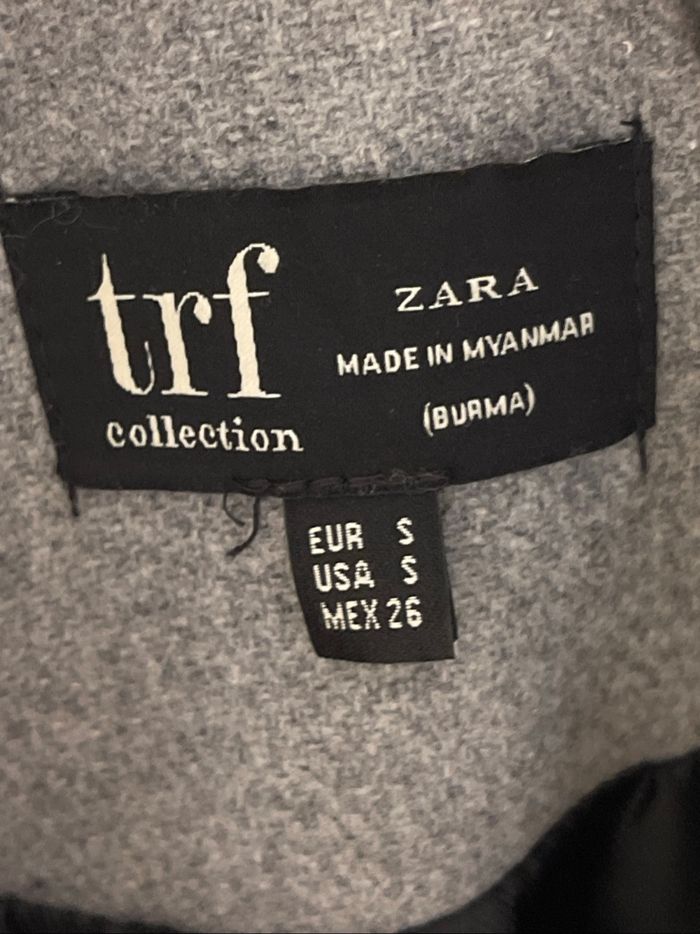 trf
collection
ZARA
MADE IN MYANMAR
(BURMA)
EUR S
USA S
MEX 26